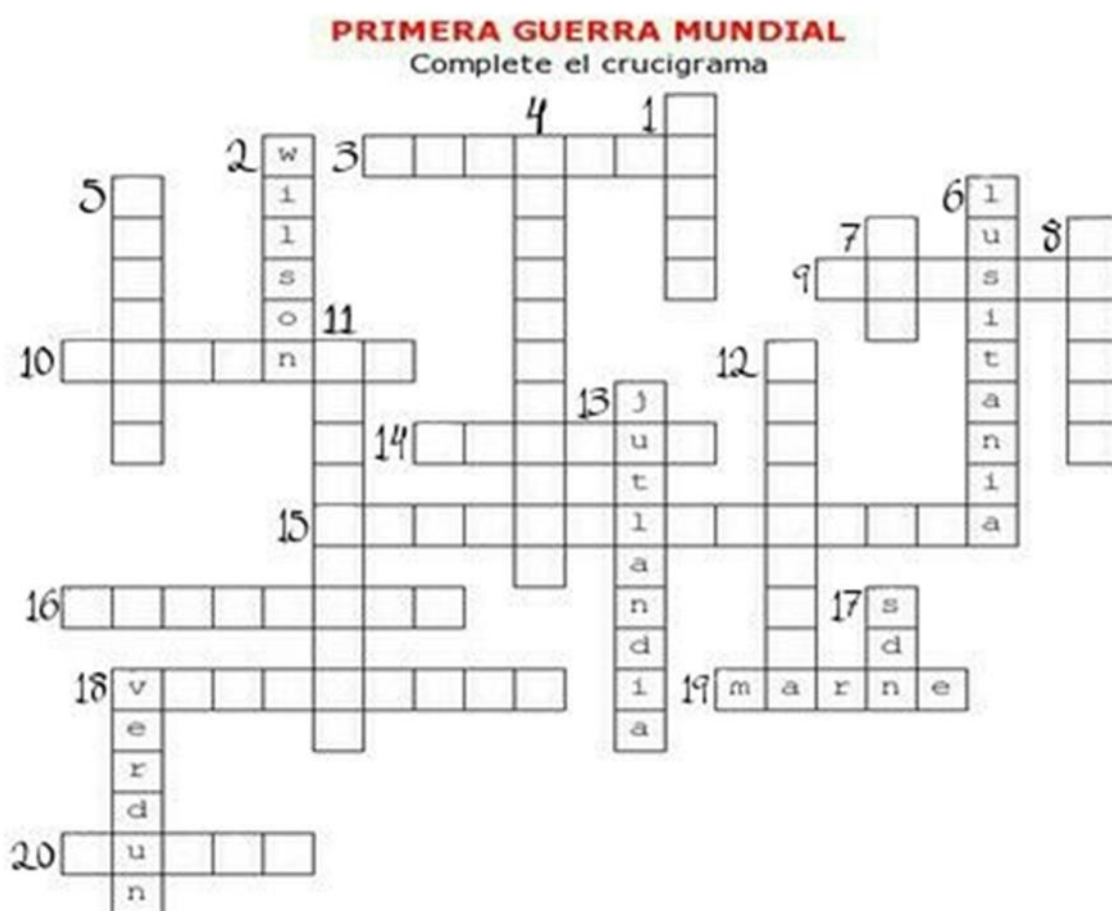 PRIMERA GUERRA MUNDIAL
Complete el crucigrama
4 1
2 w 3
5 i 6 l
l 7 u 8
s 9 s
o 11 i
10 n 12 t
13 j a
14 u n
t i
15 l a
a
16 n 17 s
d d
18 v i 19 m a r n e
e a
r
d
20 u
n